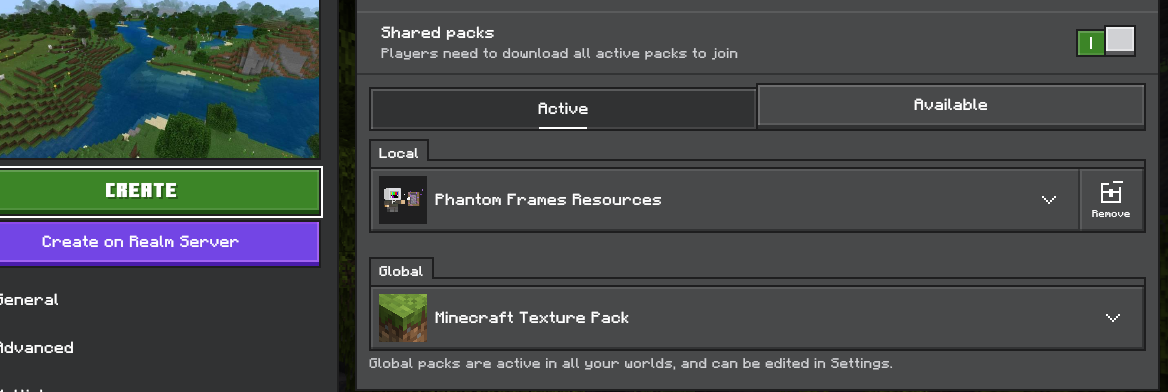 CREATE
Create on Realm Server
General
Advanced
Shared packs
Players need to download all active packs to join
Active
Available
Local
Phantom Frames Resources
Remove
Global
Minecraft Texture Pack
Global packs are active in all your worlds, and can be edited in Settings.